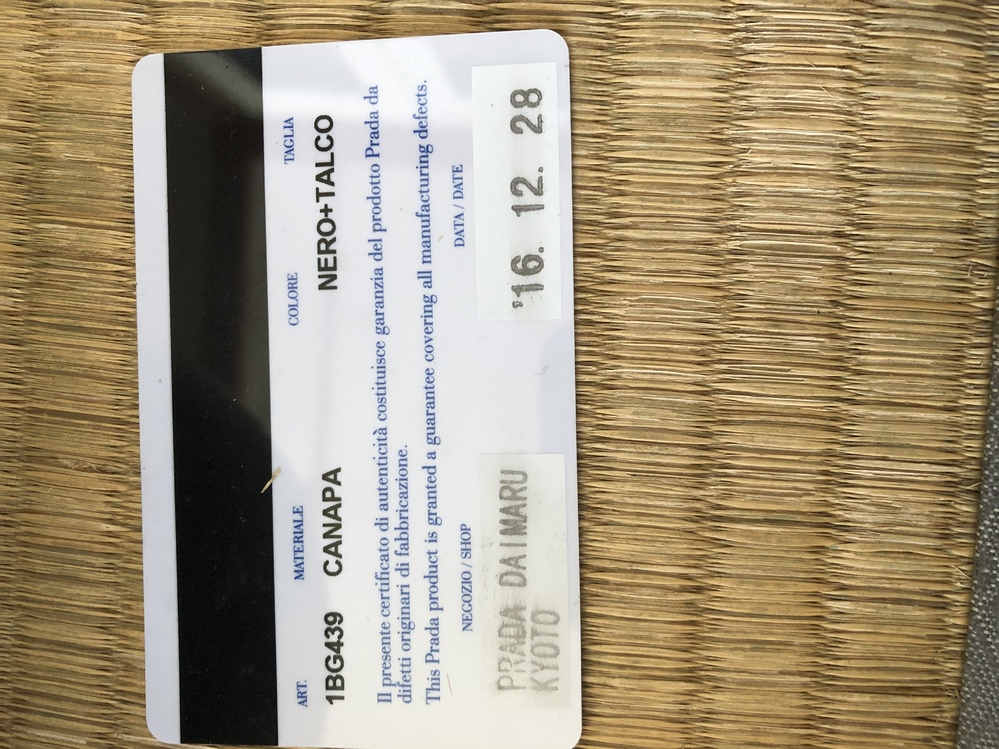 ART. MATERIALE COLORE TAGLIA
1BG439 CANAPA NERO+TALCO
Il presente certificato di autenticità costituisce garanzia del prodotto Prada da
difetti originari di fabbricazione.
This Prada product is granted a guarantee covering all manufacturing defects.
NEGOZIO / SHOP DATA / DATE
PRADA DAIMARU
KYOTO
'16. 12. 28